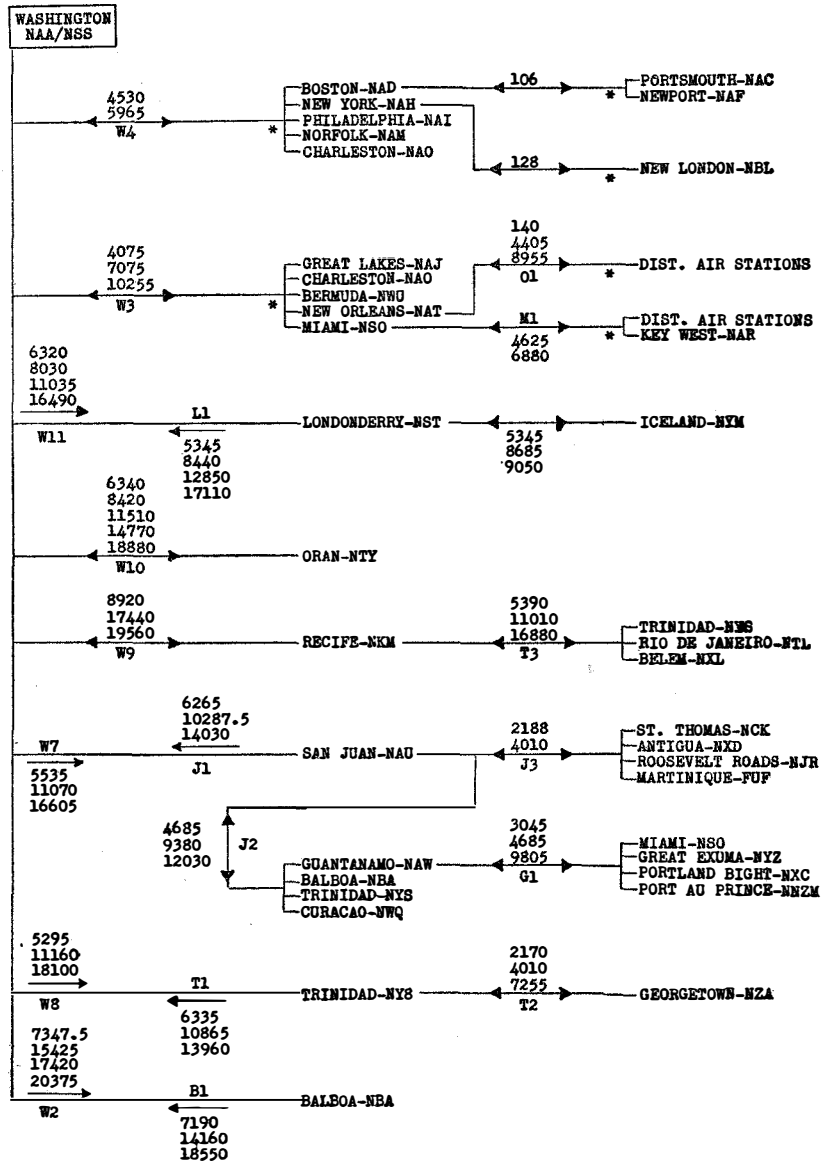 WASHINGTON
NAA/NSS
4530
5965
W4
*
BOSTON-NAD
NEW YORK-NAH
PHILADELPHIA-NAI
NORFOLK-NAM
CHARLESTON-NAO
106
*
PORTSMOUTH-NAC
NEWPORT-NAF
128
*
NEW LONDON-NBL
4075
7075
10255
W3
*
GREAT LAKES-NAJ
CHARLESTON-NAO
BERMUDA-NWU
NEW ORLEANS-NAT
MIAMI-NSO
140
4405
8955
O1
*
DIST. AIR STATIONS
M1
4625
6880
*
DIST. AIR STATIONS
KEY WEST-NAR
6320
8030
11035
16490
W11
L1
5345
8440
12850
17110
LONDONDERRY-NST
5345
8685
9050
ICELAND-NYM
6340
8420
11510
14770
18880
W10
ORAN-NTY
8920
17440
19560
W9
RECIFE-NKM
5390
11010
16880
T3
TRINIDAD-NYS
RIO DE JANEIRO-NTL
BELEM-NXL
W7
5535
11070
16605
6265
10287.5
14030
J1
SAN JUAN-NAU
2188
4010
J3
ST. THOMAS-NCK
ANTIGUA-NXD
ROOSEVELT ROADS-NJR
MARTINIQUE-FUF
4685
9380
12030
J2
GUANTANAMO-NAW
BALBOA-NBA
TRINIDAD-NYS
CURACAO-NWQ
3045
4685
9805
G1
MIAMI-NSO
GREAT EXUMA-NYZ
PORTLAND BIGHT-NXC
PORT AU PRINCE-NNZM
5295
11160
18100
W8
T1
6335
10865
13960
TRINIDAD-NYS
2170
4010
7255
T2
GEORGETOWN-NZA
7347.5
15425
17420
20375
W2
B1
7190
14160
18550
BALBOA-NBA